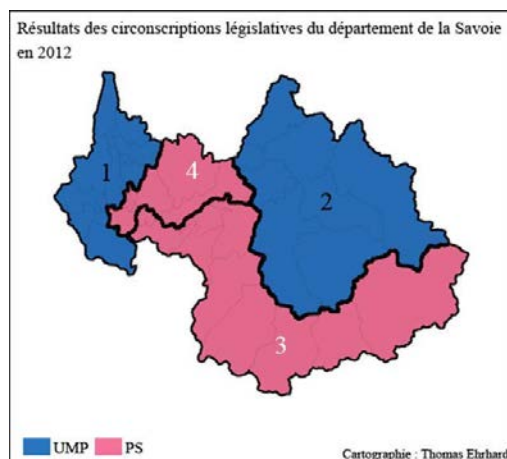 Résultats des circonscriptions législatives du département de la Savoie
en 2012
1
4
2
3
UMP PS
Cartographie : Thomas Ehrhard